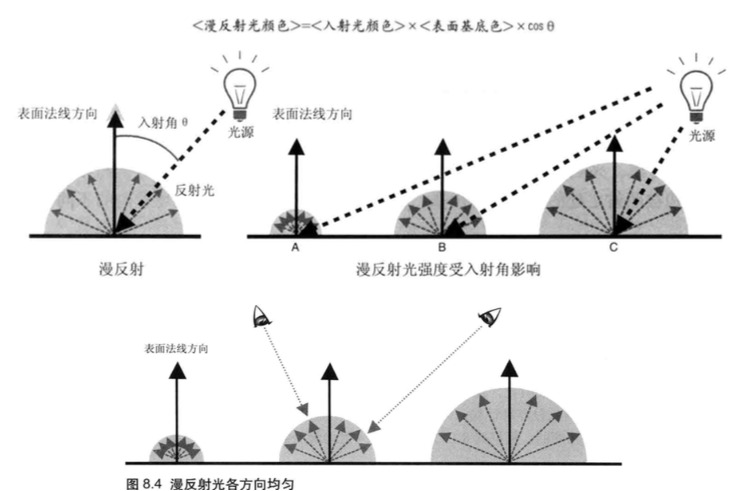 <漫反射光颜色>=<入射光颜色>×<表面基底色>×cos θ
表面法线方向
入射角 θ
光源
反射光
漫反射
表面法线方向
光源
A
B
C
漫反射光强度受入射角影响
表面法线方向
图 8.4 漫反射光各方向均匀